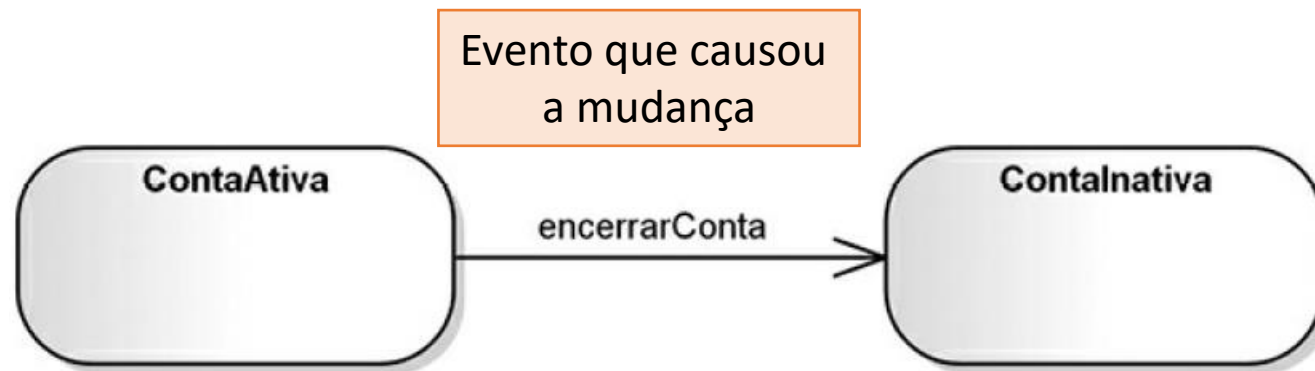 Evento que causou
a mudança
ContaAtiva
encerrarConta
ContaInativa